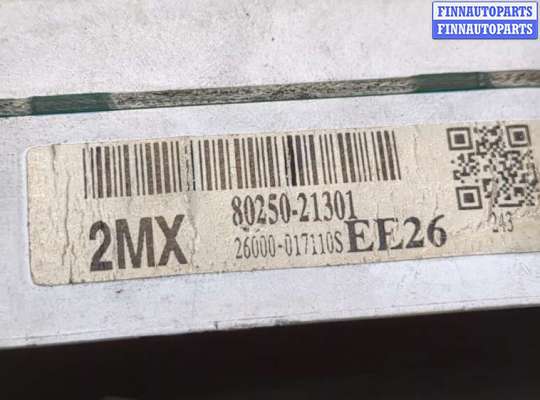 FINNAUTOPARTS
FINNAUTOPARTS
80250-21301
2MX
26000-017110S EE26
243